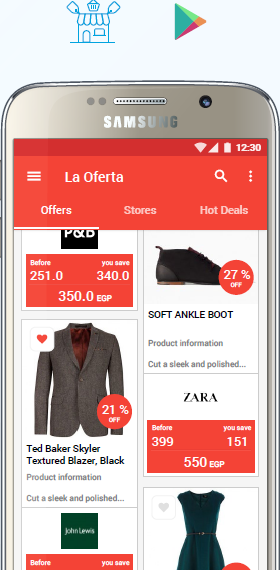 SAMSUNG
12:30
La Oferta
Offers
Stores
Hot Deals
P&B
Before you save
251.0 340.0
350.0 EGP
21 %
OFF
Ted Baker Skyler
Textured Blazer, Black
Product information
Cut a sleek and polished...
John Lewis
Before you save
27 %
OFF
SOFT ANKLE BOOT
Product information
Cut a sleek and polished...
ZARA
Before you save
399 151
550 EGP